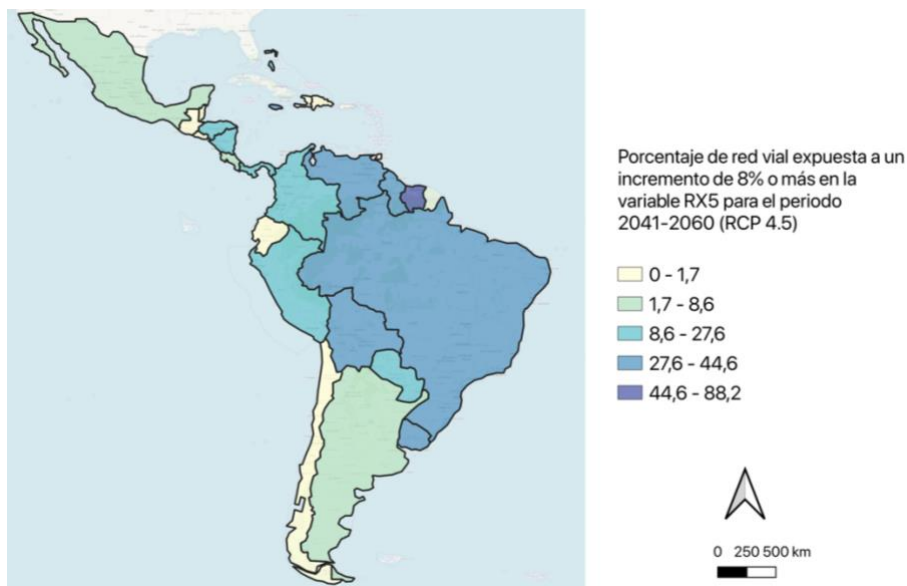 Porcentaje de red vial expuesta a un
incremento de 8% o más en la
variable RX5 para el periodo
2041-2060 (RCP 4.5)
0 - 1,7
1,7 - 8,6
8,6 - 27,6
27,6 - 44,6
44,6 - 88,2
0 250 500 km